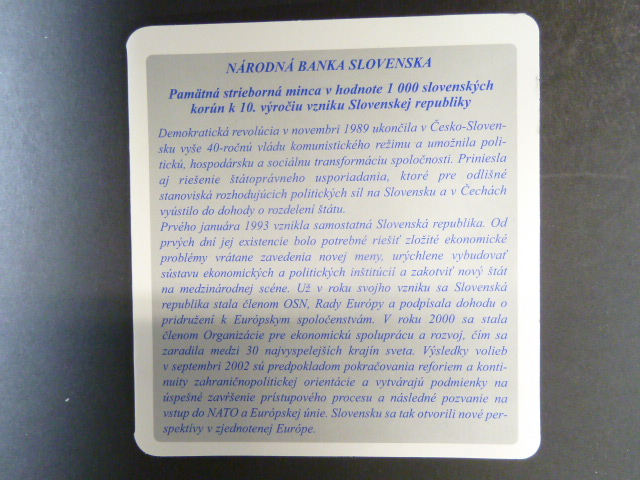 NÁRODNÁ BANKA SLOVENSKA
Pamätná strieborná minca v hodnote 1 000 slovenských
korún k 10. výročiu vzniku Slovenskej republiky
Demokratická revolúcia v novembri 1989 ukončila v Česko-Sloven-
sku vyše 40-ročnú vládu komunistického režimu a umožnila poli-
tickú, hospodársku a sociálnu transformáciu spoločnosti. Priniesla
aj riešenie štátoprávneho usporiadania, ktoré pre odlišné
stanoviská rozhodujúcich politických síl na Slovensku a v Čechách
vyústilo do dohody o rozdelení štátu.
Prvého januára 1993 vznikla samostatná Slovenská republika. Od
prvých dní jej existencie bolo potrebné riešiť zložité ekonomické
problémy vrátane zavedenia novej meny, urýchlene vybudovať
sústavu ekonomických a politických inštitúcií a zakotviť nový štát
na medzinárodnej scéne. Už v roku svojho vzniku sa Slovenská
republika stala členom OSN, Rady Európy a podpísala dohodu o
pridružení k Európskym spoločenstvám. V roku 2000 sa stala
členom Organizácie pre ekonomickú spoluprácu a rozvoj, čím sa
zaradila medzi 30 najvyspelejších krajín sveta. Výsledky volieb
v septembri 2002 sú predpokladom pokračovania reforiem a konti-
nuity zahraničnopolitickej orientácie a vytvárajú podmienky na
úspešné zavŕšenie prístupového procesu a následné pozvanie na
vstup do NATO a Európskej únie. Slovensku sa tak otvorili nové per-
spektívy v zjednotenej Európe.